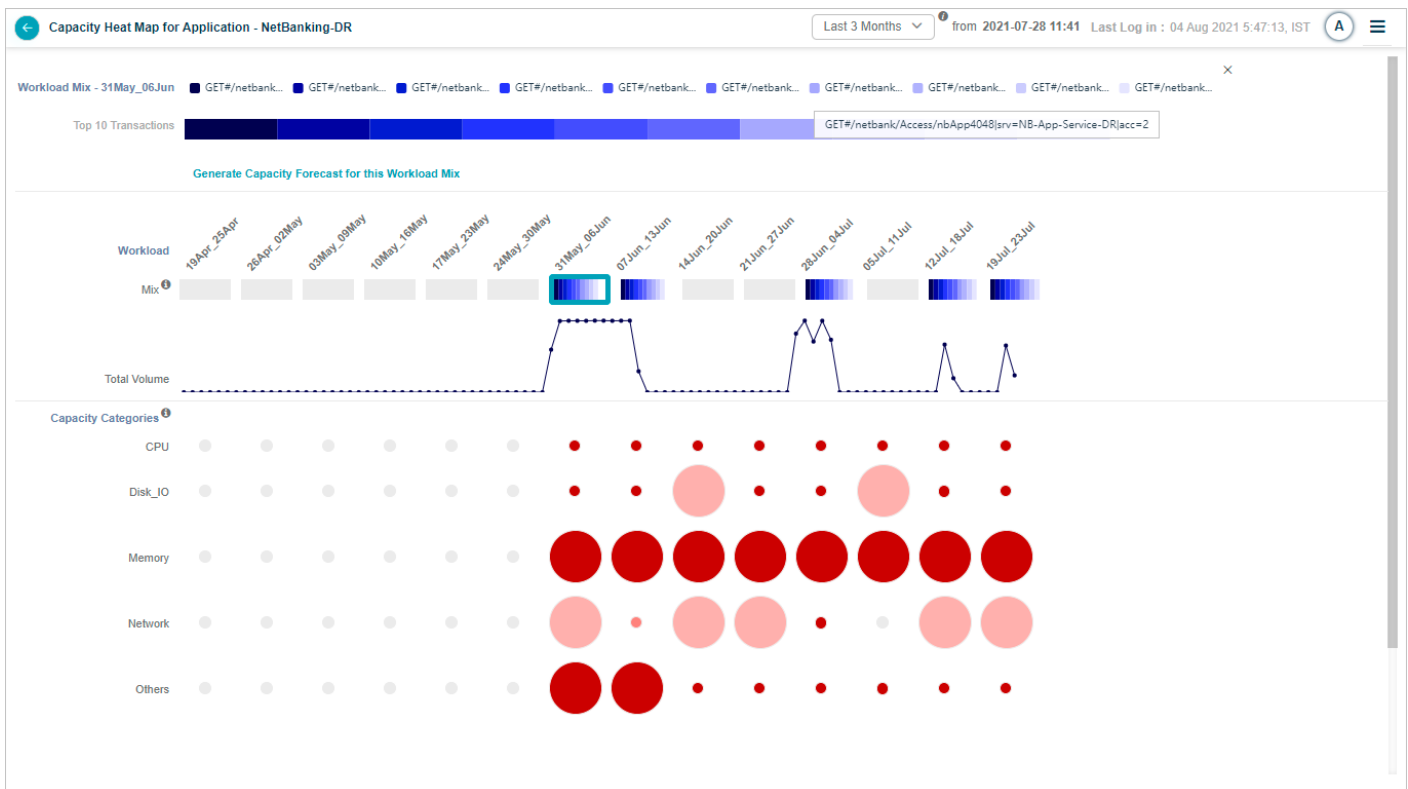 Capacity Heat Map for Application - NetBanking-DR
Last 3 Months
from 2021-07-28 11:41
Last Log in : 04 Aug 2021 5:47:13, IST
A
Workload Mix - 31May_06Jun
GET#/netbank... GET#/netbank... GET#/netbank... GET#/netbank... GET#/netbank... GET#/netbank... GET#/netbank... GET#/netbank... GET#/netbank... GET#/netbank...
Top 10 Transactions
GET#/netbank/Access/nbApp4048|srv=NB-App-Service-DR|acc=2
Generate Capacity Forecast for this Workload Mix
Workload
19Apr_25Apr
26Apr_02May
03May_09May
10May_16May
17May_23May
24May_30May
31May_06Jun
07Jun_13Jun
14Jun_20Jun
21Jun_27Jun
28Jun_04Jul
05Jul_11Jul
12Jul_18Jul
19Jul_23Jul
Mix
Total Volume
Capacity Categories
CPU
Disk_IO
Memory
Network
Others